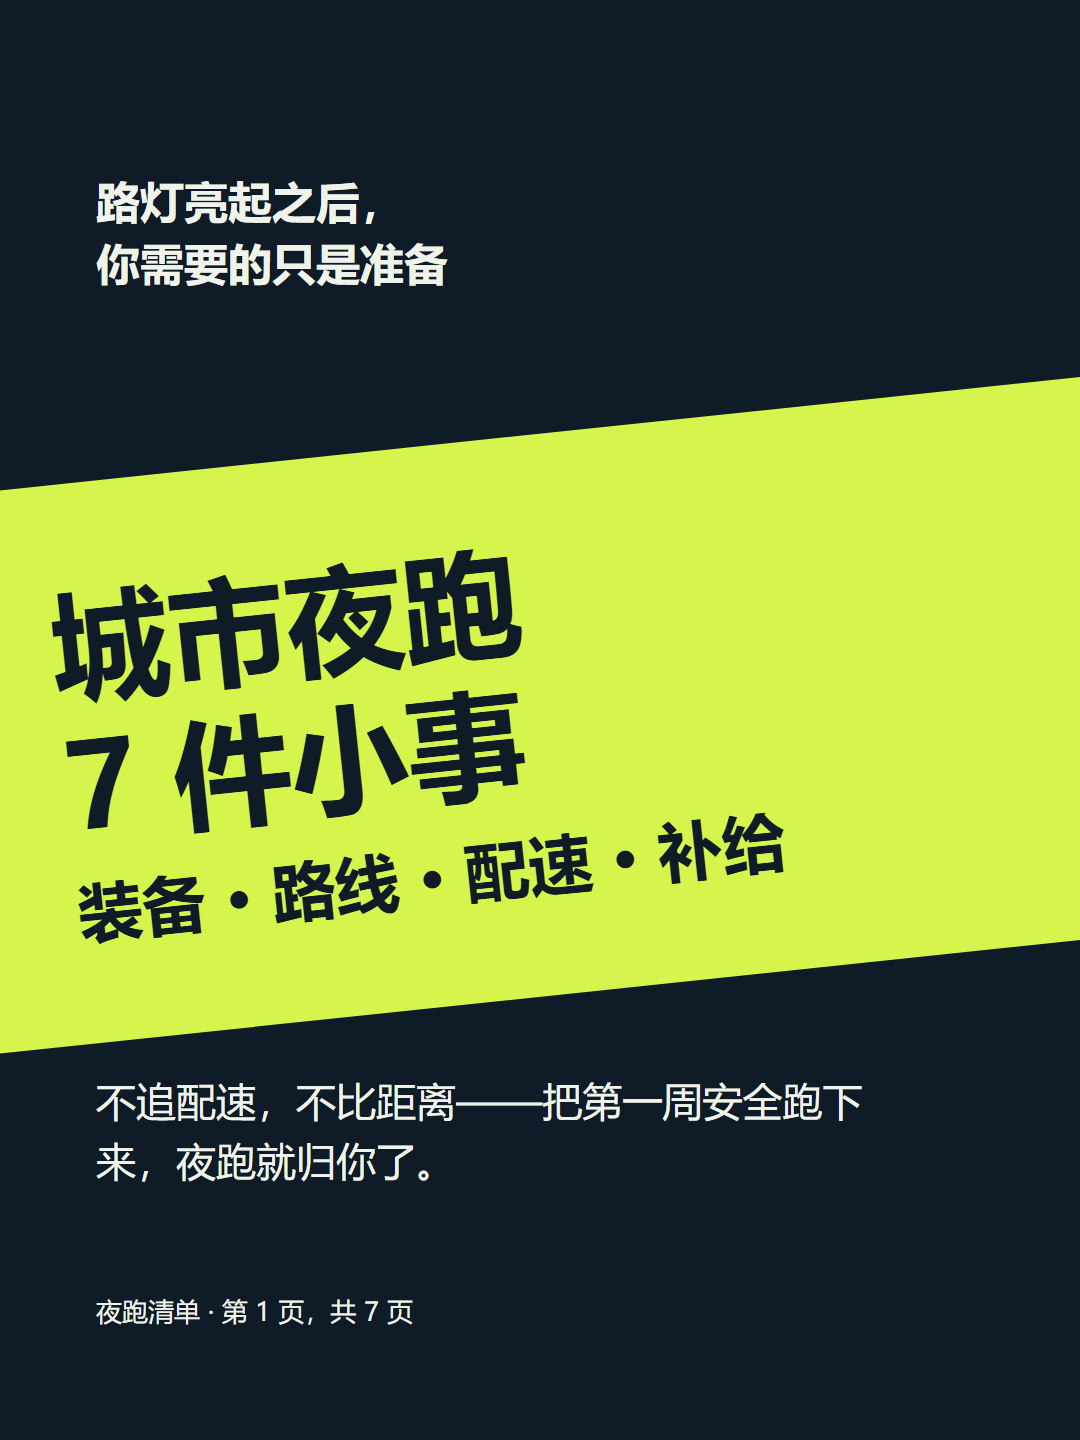 路灯亮起之后，
你需要的只是准备
城市夜跑
7 件小事
装备·路线·配速·补给
不追配速，不比距离——把第一周安全跑下
来，夜跑就归你了。
夜跑清单 · 第 1 页，共 7 页